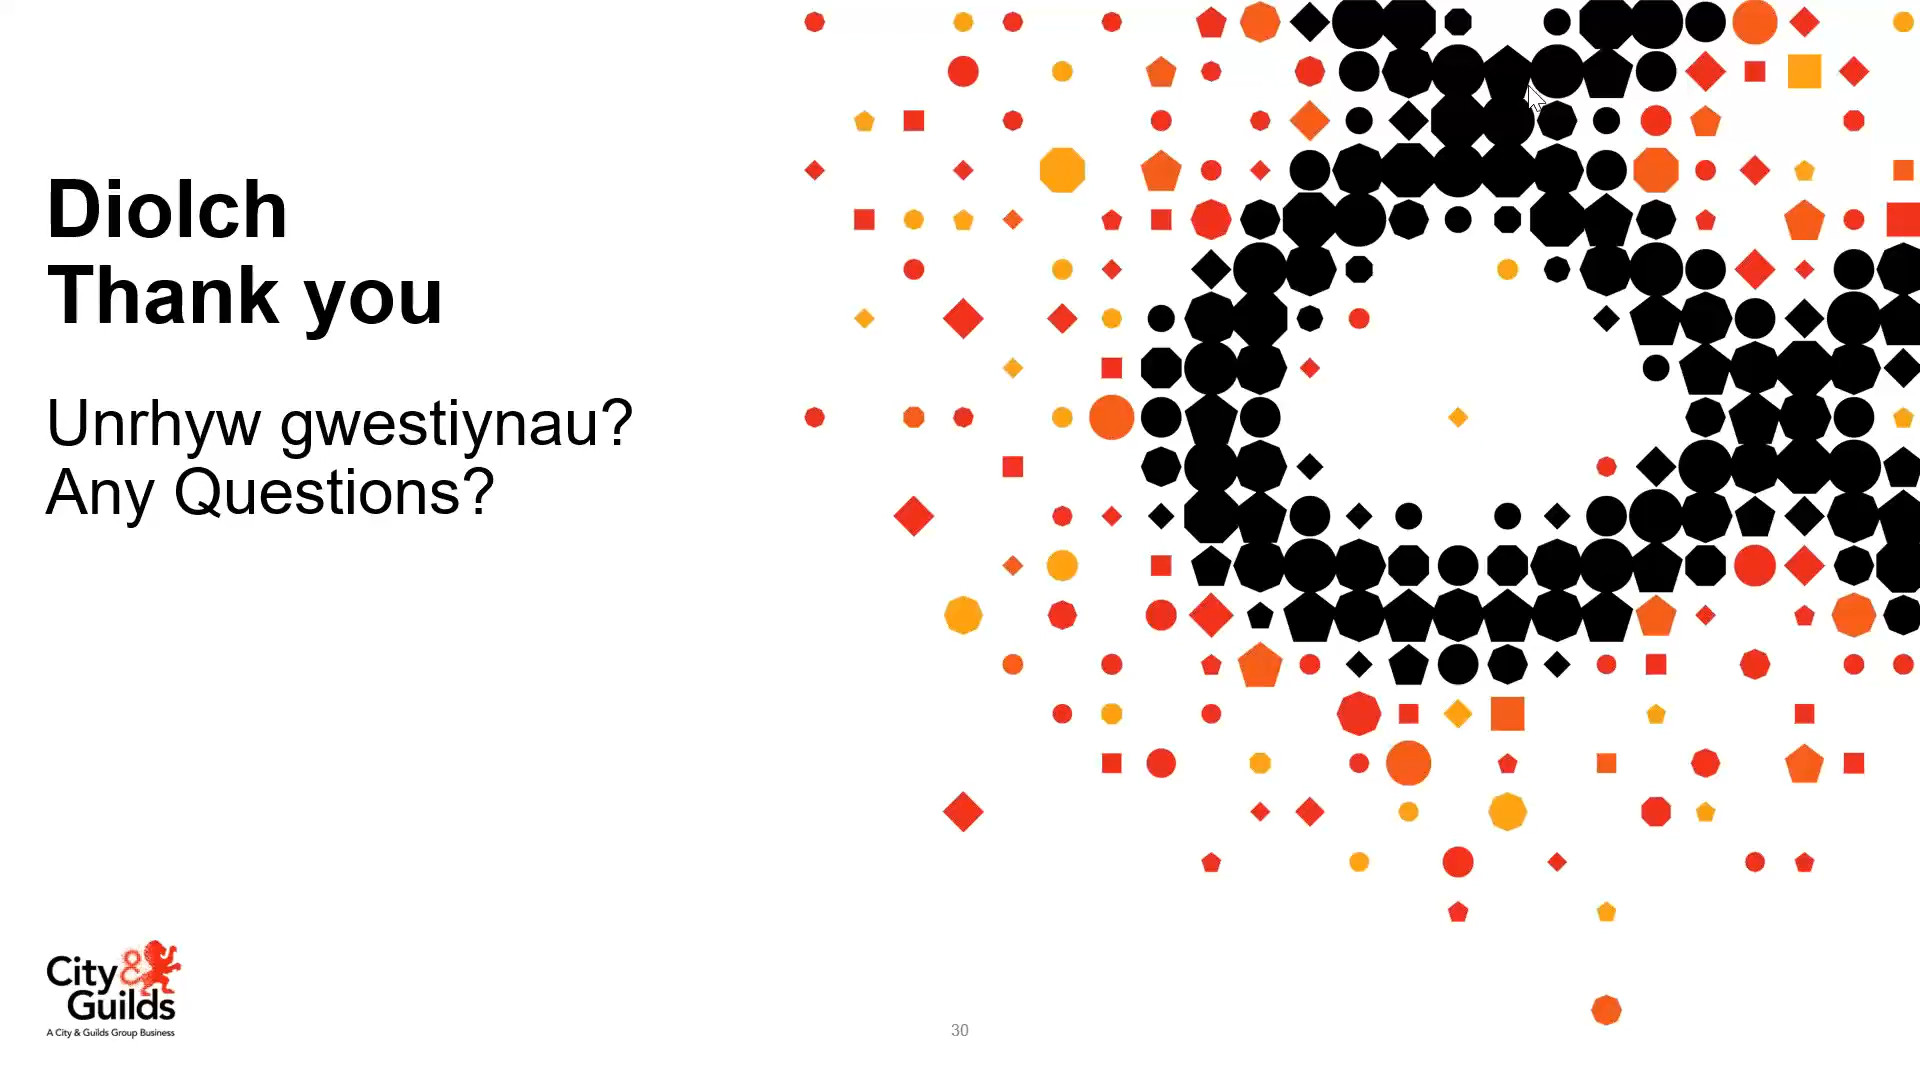 Diolch
Thank you
Unrhyw gwestiynau?
Any Questions?
City &
Guilds
A City & Guilds Group Business
30